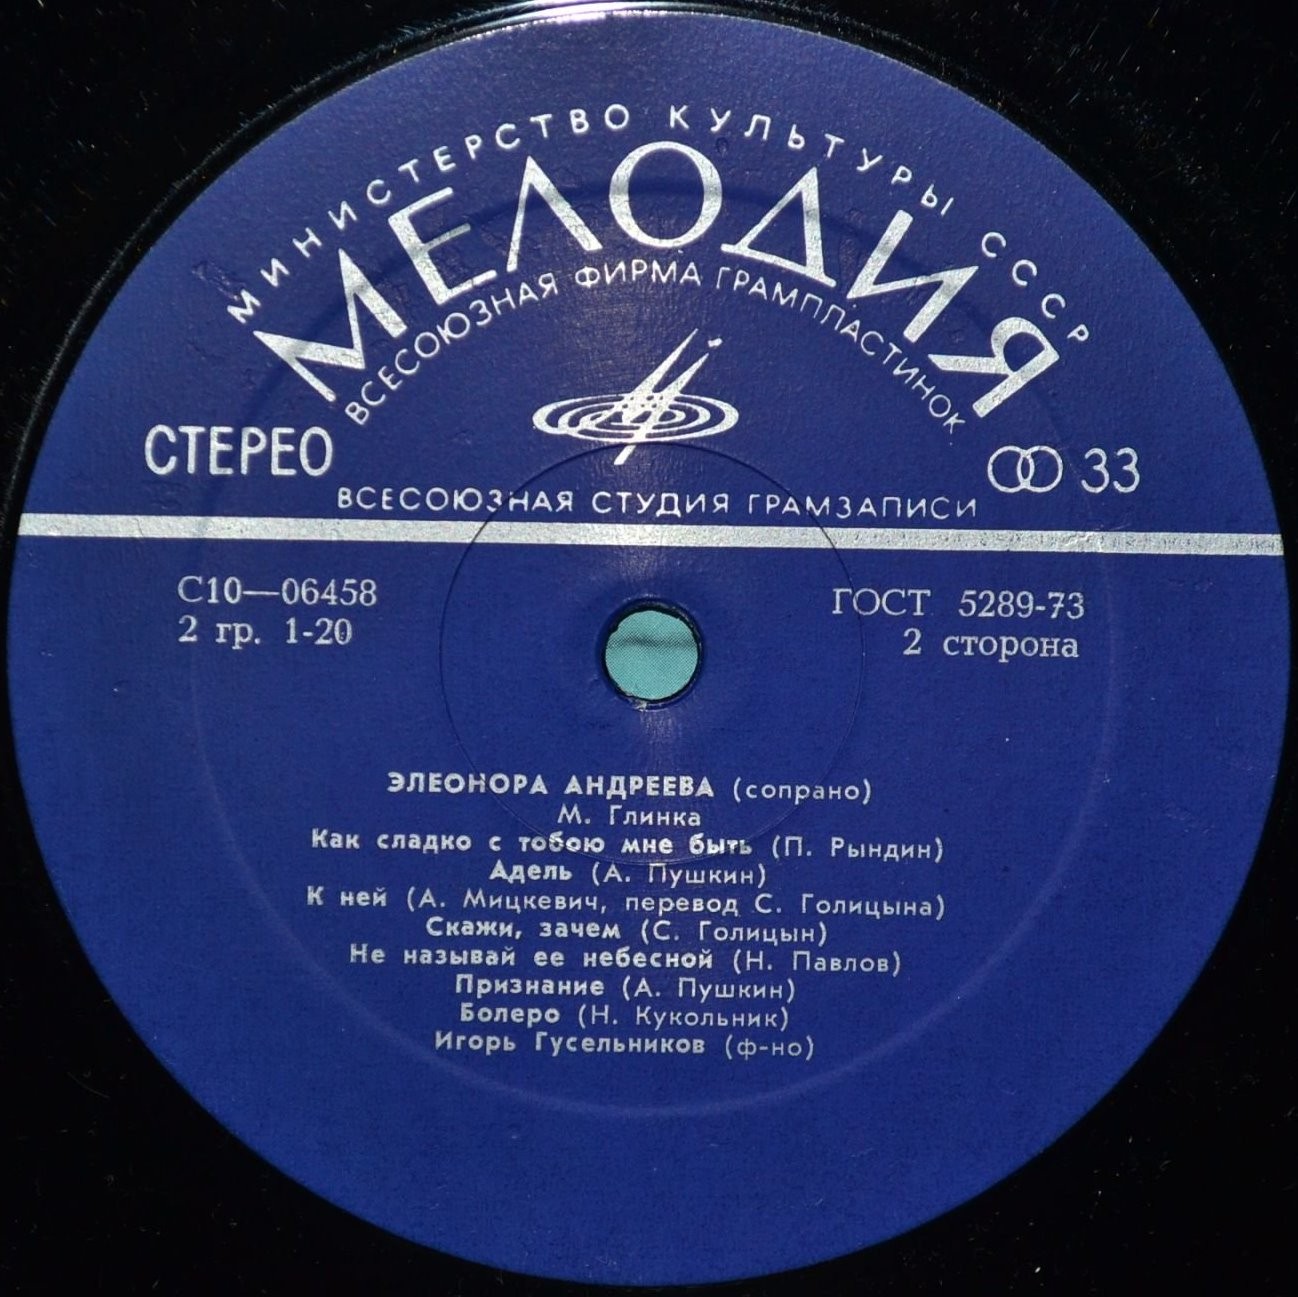 МИНИСТЕРСТВО КУЛЬТУРЫ СССР
МЕЛОДИЯ
ВСЕСОЮЗНАЯ ФИРМА ГРАМПЛАСТИНОК
СТЕРЕО
33
ВСЕСОЮЗНАЯ СТУДИЯ ГРАМЗАПИСИ
С10—06458
ГОСТ 5289-73
2 гр. 1-20
2 сторона
ЭЛЕОНОРА АНДРЕЕВА (сопрано)
М. Глинка
Как сладко с тобою мне быть (П. Рындин)
Адель (А. Пушкин)
К ней (А. Мицкевич, перевод С. Голицына)
Скажи, зачем (С. Голицын)
Не называй ее небесной (Н. Павлов)
Признание (А. Пушкин)
Болеро (Н. Кукольник)
Игорь Гусельников (ф-но)